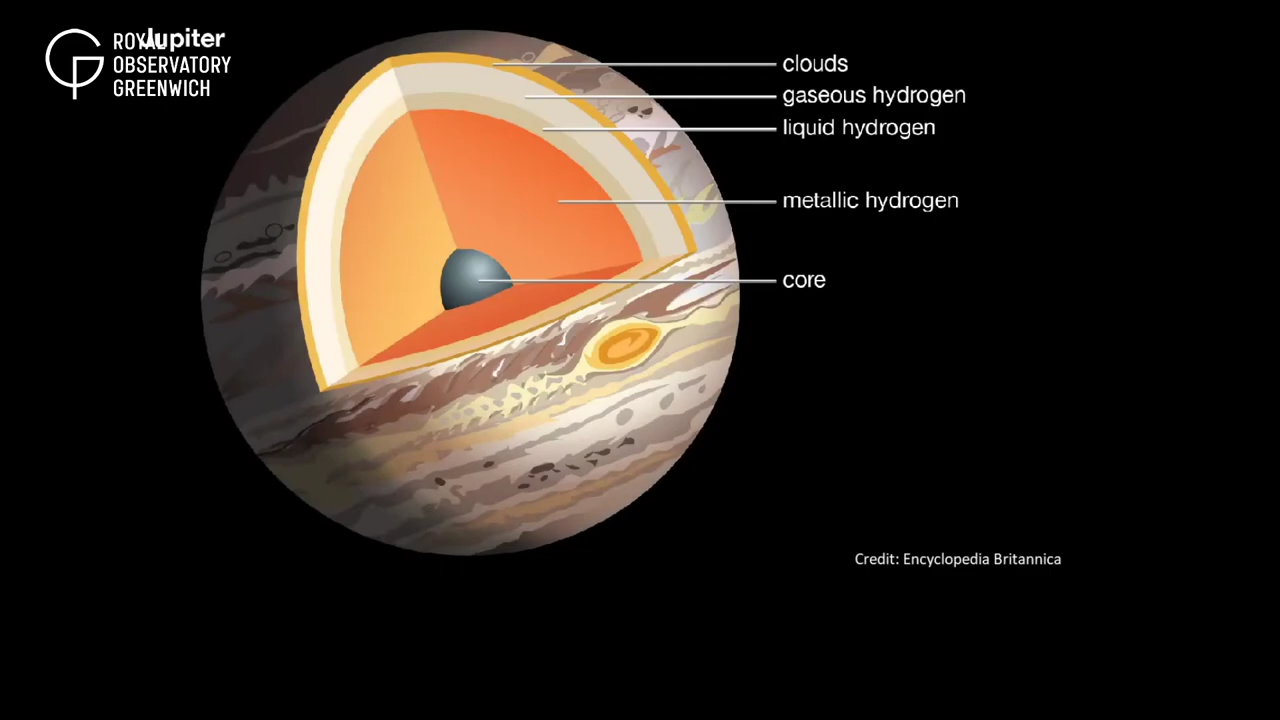 Jupiter
ROYAL
OBSERVATORY
GREENWICH
clouds
gaseous hydrogen
liquid hydrogen
metallic hydrogen
core
Credit: Encyclopedia Britannica